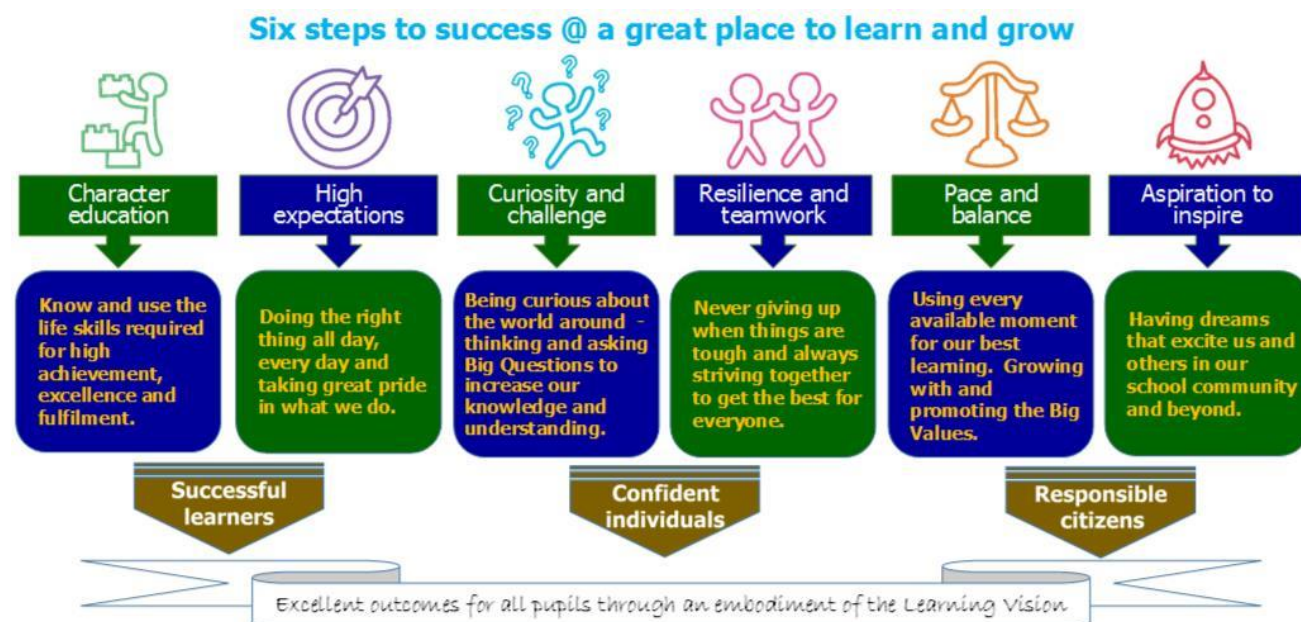 Six steps to success @ a great place to learn and grow
Character
education
High
expectations
Curiosity and
challenge
Resilience and
teamwork
Pace and
balance
Aspiration to
inspire
Know and use the
life skills required
for high
achievement,
excellence and
fulfilment.
Doing the right
thing all day,
every day and
taking great pride
in what we do.
Being curious about
the world around -
thinking and asking
Big Questions to
increase our
knowledge and
understanding.
Never giving up
when things are
tough and always
striving together
to get the best for
everyone.
Using every
available moment
for our best
learning. Growing
with and
promoting the Big
Values.
Having dreams
that excite us and
others in our
school community
and beyond.
Successful
learners
Confident
individuals
Responsible
citizens
Excellent outcomes for all pupils through an embodiment of the Learning Vision